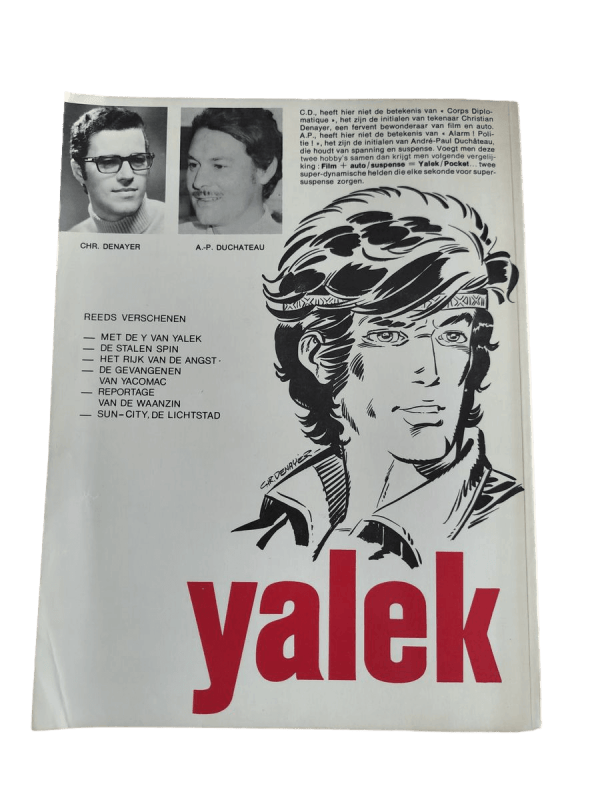 C.D., heeft hier niet de betekenis van « Corps Diplo-
matique », het zijn de initialen van tekenaar Christian
Denayer, een fervent bewonderaar van film en auto.
A.P., heeft hier niet de betekenis van « Alarm ! Poli-
tie ! », het zijn de initialen van André-Paul Duchâteau,
die houdt van spanning en suspense. Voegt men deze
twee hobby's samen dan krijgt men volgende vergelij-
king : Film + auto/suspense = Yalek/Pocket... twee
super-dynamische helden die elke sekonde voor super-
suspense zorgen.
CHR. DENAYER
A.-P. DUCHATEAU
REEDS VERSCHENEN
— MET DE Y VAN YALEK
— DE STALEN SPIN
— HET RIJK VAN DE ANGST
— DE GEVANGENEN
VAN YACOMAC
— REPORTAGE
VAN DE WAANZIN
— SUN-CITY, DE LICHTSTAD
CHR. DENAYER
yalek